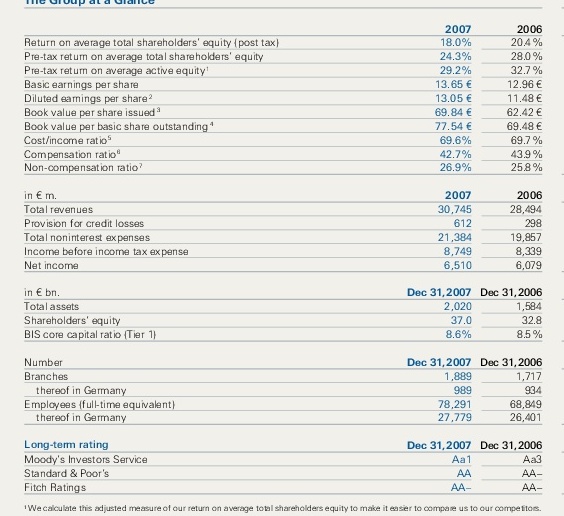 The Group at a Glance
2007 2006
Return on average total shareholders' equity (post tax) 18.0% 20.4%
Pre-tax return on average total shareholders' equity 24.3% 28.0%
Pre-tax return on average active equity¹ 29.2% 32.7%
Basic earnings per share 13.65 € 12.96 €
Diluted earnings per share² 13.05 € 11.48 €
Book value per share issued³ 69.84 € 62.42 €
Book value per basic share outstanding⁴ 77.54 € 69.48 €
Cost/income ratio⁵ 69.6% 69.7%
Compensation ratio⁶ 42.7% 43.9%
Non-compensation ratio⁷ 26.9% 25.8%
in € m. 2007 2006
Total revenues 30,745 28,494
Provision for credit losses 612 298
Total noninterest expenses 21,384 19,857
Income before income tax expense 8,749 8,339
Net income 6,510 6,079
in € bn. Dec 31,2007 Dec 31,2006
Total assets 2,020 1,584
Shareholders' equity 37.0 32.8
BIS core capital ratio (Tier 1) 8.6% 8.5%
Number Dec 31,2007 Dec 31,2006
Branches 1,889 1,717
thereof in Germany 989 934
Employees (full-time equivalent) 78,291 68,849
thereof in Germany 27,779 26,401
Long-term rating Dec 31,2007 Dec 31,2006
Moody's Investors Service Aa1 Aa3
Standard & Poor's AA AA–
Fitch Ratings AA– AA–
¹ We calculate this adjusted measure of our return on average total shareholders equity to make it easier to compare us to our competitors.